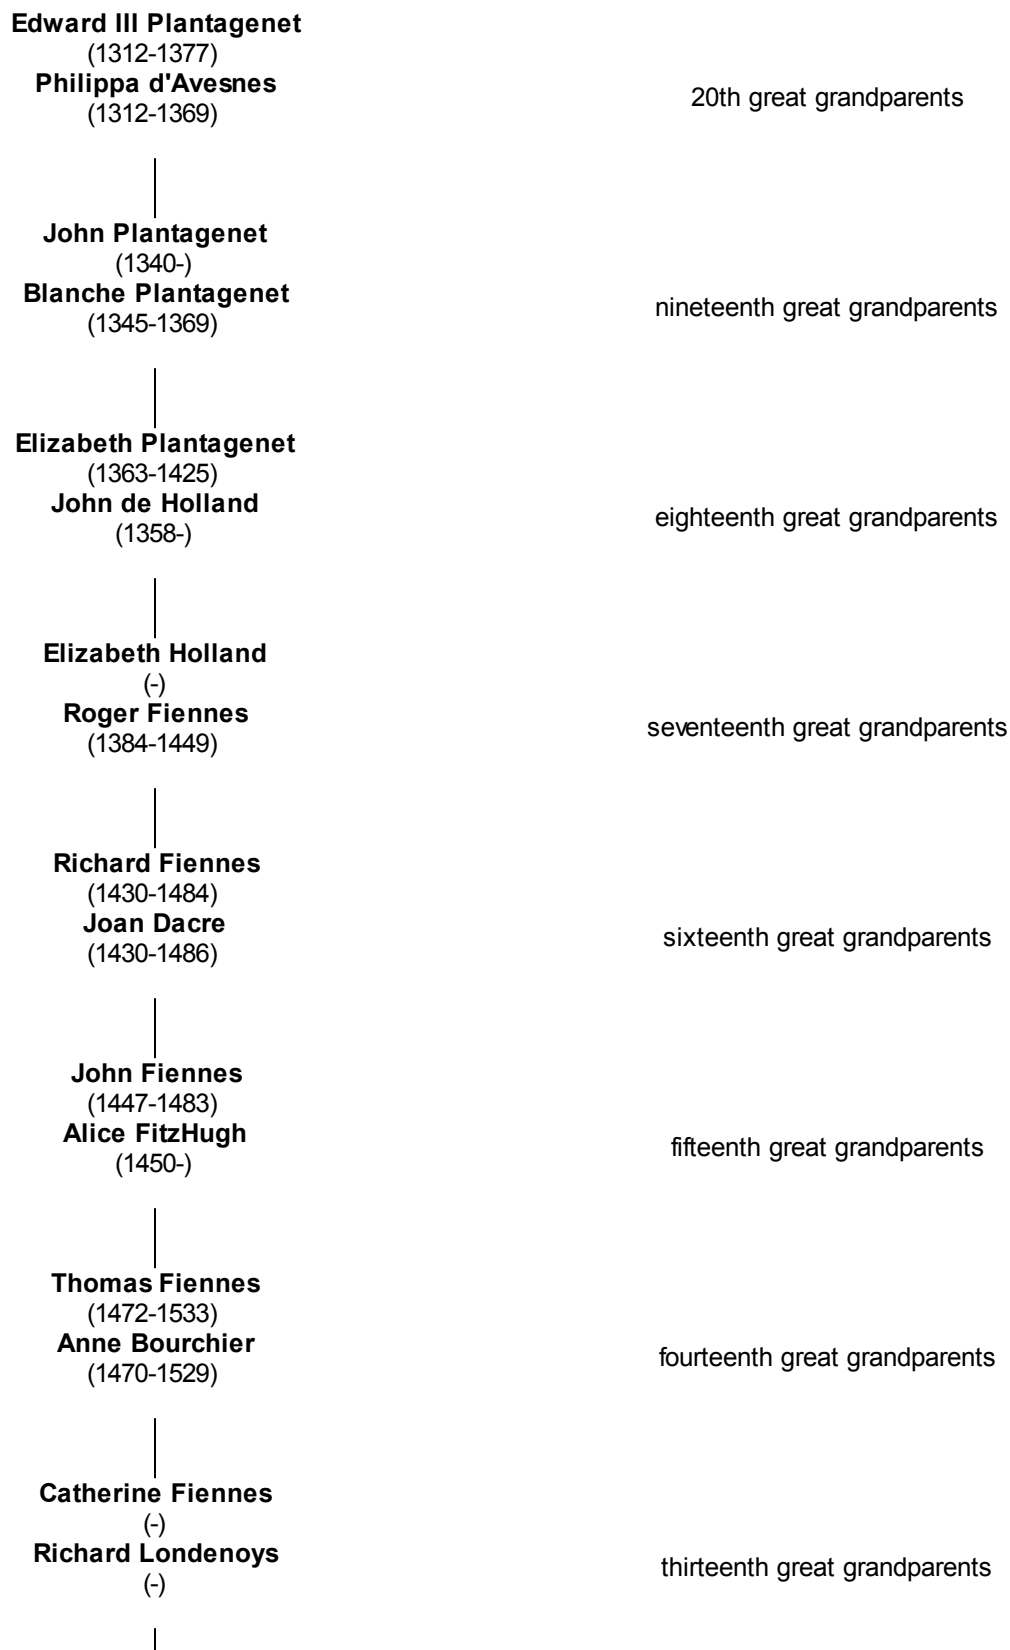 Edward III Plantagenet
(1312-1377)
Philippa d'Avesnes
(1312-1369)
20th great grandparents
John Plantagenet
(1340-)
Blanche Plantagenet
(1345-1369)
nineteenth great grandparents
Elizabeth Plantagenet
(1363-1425)
John de Holland
(1358-)
eighteenth great grandparents
Elizabeth Holland
(-)
Roger Fiennes
(1384-1449)
seventeenth great grandparents
Richard Fiennes
(1430-1484)
Joan Dacre
(1430-1486)
sixteenth great grandparents
John Fiennes
(1447-1483)
Alice FitzHugh
(1450-)
fifteenth great grandparents
Thomas Fiennes
(1472-1533)
Anne Bourchier
(1470-1529)
fourteenth great grandparents
Catherine Fiennes
(-)
Richard Londenoys
(-)
thirteenth great grandparents